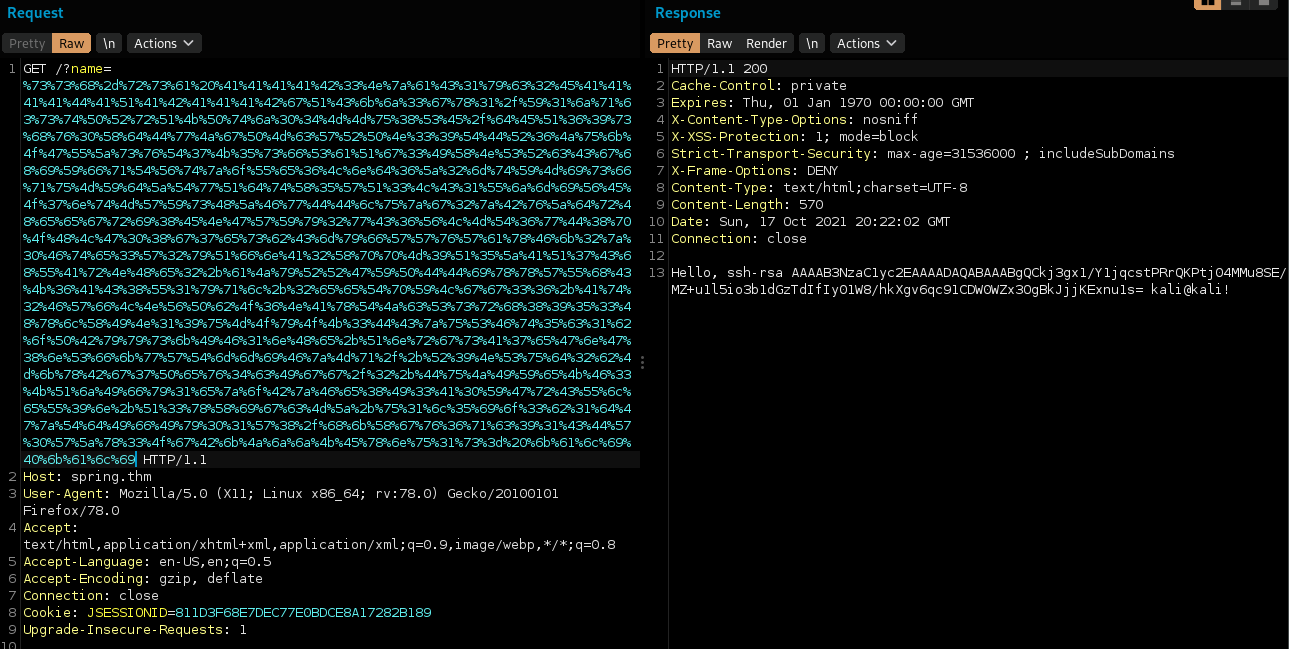 Request
Pretty Raw \n Actions
1 GET /?name=
%73%73%68%2d%72%73%61%20%41%41%41%41%42%33%4e%7a%61%43%31%79%63%32%45%41%41%
41%41%44%41%51%41%42%41%41%41%42%67%51%43%6b%6a%33%67%78%31%2f%59%31%6a%71%6
3%73%74%50%52%72%51%4b%50%74%6a%30%34%4d%4d%75%38%53%45%2f%64%45%51%36%39%73
%68%76%30%58%64%44%77%4a%67%50%4d%63%57%52%50%4e%33%39%54%44%52%36%4a%75%6b%
4f%47%55%5a%73%76%54%37%4b%35%73%66%53%61%51%67%33%49%58%4e%53%52%63%43%67%6
8%69%59%66%71%54%56%74%7a%6f%55%65%36%4c%6e%64%36%5a%32%6d%74%59%4d%69%73%66
%71%75%4d%59%64%5a%54%77%51%64%74%58%35%57%51%33%4c%43%31%55%6a%6d%69%56%45%
4f%37%6e%74%4d%57%59%73%48%5a%46%77%44%44%6c%75%7a%67%32%7a%42%76%5a%64%72%4
8%65%65%67%72%69%38%45%4e%47%57%59%79%32%77%43%36%56%4c%4d%54%36%77%44%38%70
%4f%48%4c%47%30%38%67%37%65%73%62%43%6d%79%66%57%57%76%57%61%78%46%6b%32%7a%
30%46%74%65%33%57%32%79%51%66%6e%41%32%58%70%70%4d%39%51%35%5a%41%51%37%43%6
8%55%41%72%4e%48%65%32%2b%61%4a%79%52%52%47%59%50%44%44%69%78%78%57%55%68%43
%4b%36%41%43%38%55%31%79%71%6c%2b%32%65%65%54%70%59%4c%67%67%33%36%2b%41%74%
32%46%57%66%4c%4e%56%50%62%4f%36%4e%41%78%54%4a%63%53%73%72%68%38%39%35%33%4
8%78%6c%58%49%4e%31%39%75%4d%4f%79%4f%4b%33%44%43%7a%75%53%46%74%35%63%31%62
%6f%50%42%79%79%73%6b%49%46%31%6e%48%65%2b%51%6e%72%67%73%41%37%65%47%6e%47%
38%6e%53%66%6b%77%57%54%6d%6d%69%46%7a%4d%71%2f%2b%52%39%4e%53%75%64%32%62%4
d%6b%78%42%67%37%50%65%76%34%63%49%67%67%2f%32%2b%44%75%4a%49%59%65%4b%46%33
%4b%51%6a%49%66%79%31%65%7a%6f%42%7a%46%65%38%49%33%41%30%59%47%72%43%55%6c%
65%55%39%6e%2b%51%33%78%58%69%67%63%4d%5a%2b%75%31%6c%35%69%6f%33%62%31%64%4
7%7a%54%64%49%66%49%79%30%31%57%38%2f%68%6b%58%67%76%36%71%63%39%31%43%44%57
%30%57%5a%78%33%4f%67%42%6b%4a%6a%6a%4b%45%78%6e%75%31%73%3d%20%6b%61%6c%69%
40%6b%61%6c%69 HTTP/1.1
2 Host: spring.thm
3 User-Agent: Mozilla/5.0 (X11; Linux x86_64; rv:78.0) Gecko/20100101
Firefox/78.0
4 Accept:
text/html,application/xhtml+xml,application/xml;q=0.9,image/webp,*/*;q=0.8
5 Accept-Language: en-US,en;q=0.5
6 Accept-Encoding: gzip, deflate
7 Connection: close
8 Cookie: JSESSIONID=811D3F68E7DEC77E0BDCE8A17282B189
9 Upgrade-Insecure-Requests: 1
10
Response
Pretty Raw Render \n Actions
1 HTTP/1.1 200
2 Cache-Control: private
3 Expires: Thu, 01 Jan 1970 00:00:00 GMT
4 X-Content-Type-Options: nosniff
5 X-XSS-Protection: 1; mode=block
6 Strict-Transport-Security: max-age=31536000 ; includeSubDomains
7 X-Frame-Options: DENY
8 Content-Type: text/html;charset=UTF-8
9 Content-Length: 570
10 Date: Sun, 17 Oct 2021 20:22:02 GMT
11 Connection: close
12
13 Hello, ssh-rsa AAAAB3NzaC1yc2EAAAADAQABAAABgQCkj3gx1/Y1jqcstPRrQKPtj04MMu8SE/
MZ+u1l5io3b1dGzTdIfIy01W8/hkXgv6qc91CDW0WZx3OgBkJjjKExnu1s= kali@kali!